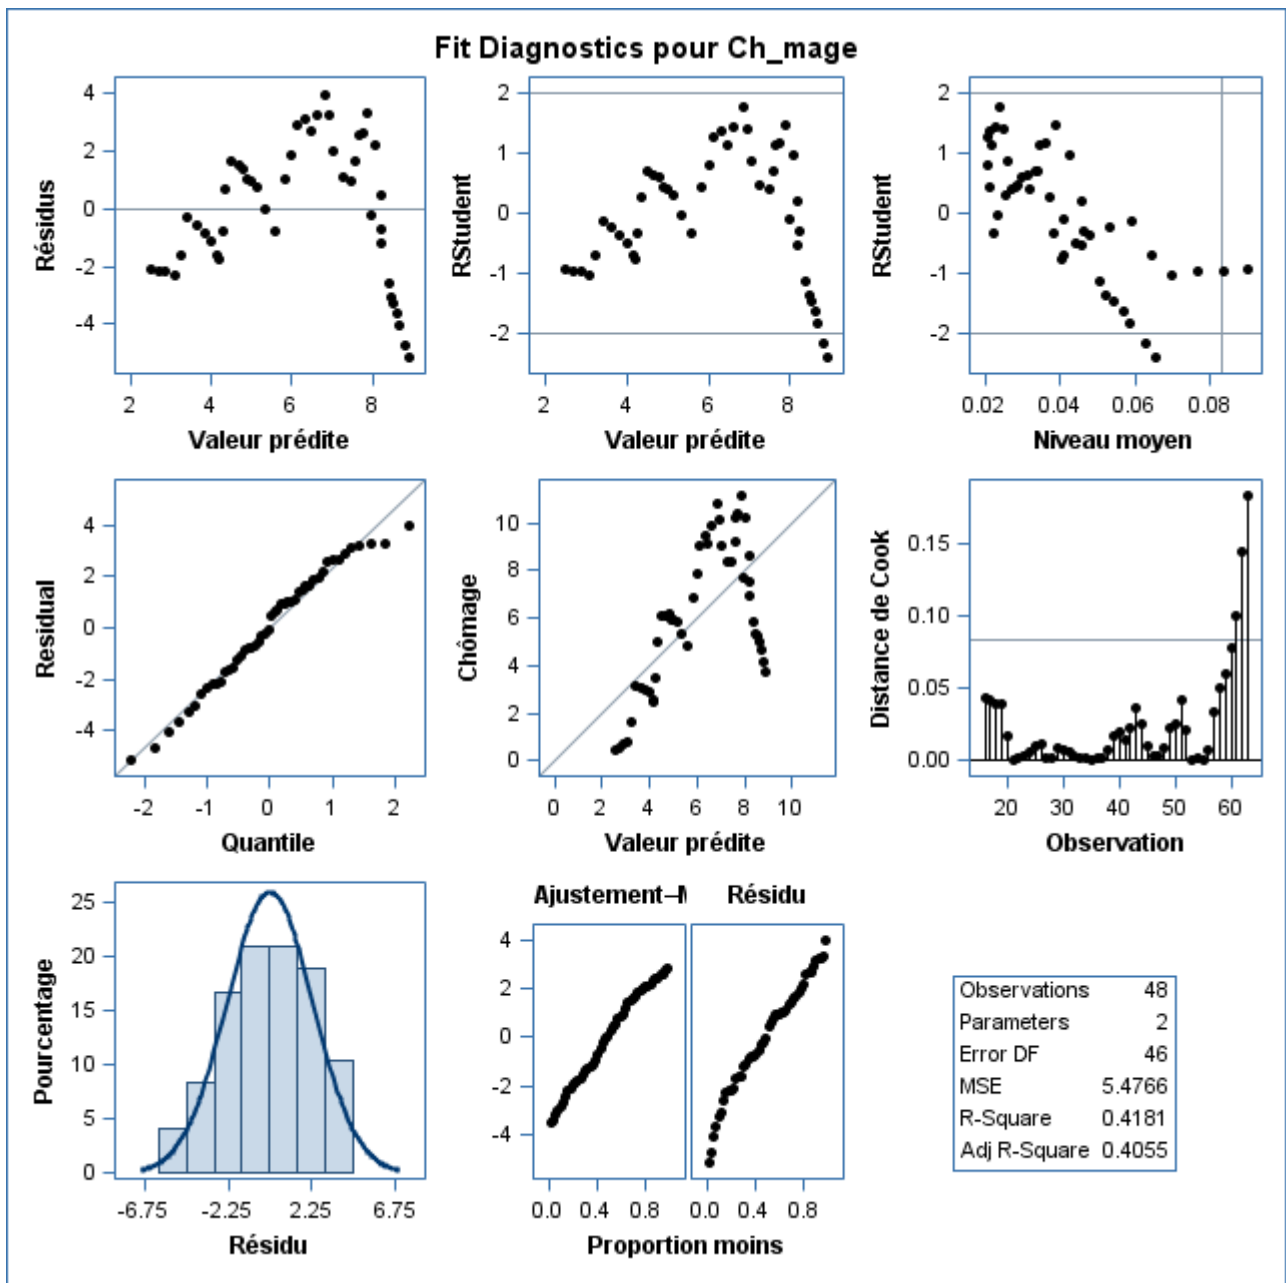 Fit Diagnostics pour Ch_mage
Résidus
4
2
0
-2
-4
2 4 6 8
Valeur prédite
RStudent
2
1
0
-1
-2
2 4 6 8
Valeur prédite
RStudent
2
1
0
-1
-2
0.02 0.04 0.06 0.08
Niveau moyen
Residual
4
2
0
-2
-4
-2 -1 0 1 2
Quantile
Chômage
10
8
6
4
2
0
0 2 4 6 8 10
Valeur prédite
Distance de Cook
0.15
0.10
0.05
0.00
20 30 40 50 60
Observation
Pourcentage
25
20
15
10
5
0
-6.75 -2.25 2.25 6.75
Résidu
Ajustement–M Résidu
4
2
0
-2
-4
0.0 0.4 0.8 0.0 0.4 0.8
Proportion moins
Observations 48
Parameters 2
Error DF 46
MSE 5.4766
R-Square 0.4181
Adj R-Square 0.4055